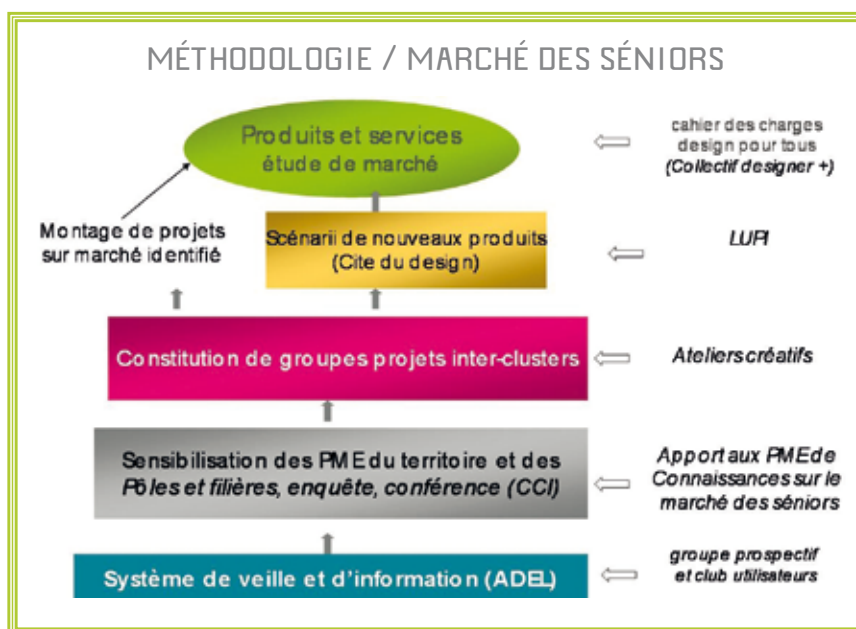 MÉTHODOLOGIE / MARCHÉ DES SÉNIORS
Produits et services
étude de marché
cahier des charges
design pour tous
(Collectif designer +)
Montage de projets
sur marché identifié
Scénarii de nouveaux produits
(Cite du design)
LUPI
Constitution de groupes projets inter-clusters
Ateliers créatifs
Sensibilisation des PME du territoire et des
Pôles et filières, enquête, conférence (CCI)
Apport aux PME de
Connaissances sur le
marché des séniors
Système de veille et d'information (ADEL)
groupe prospectif
et club utilisateurs